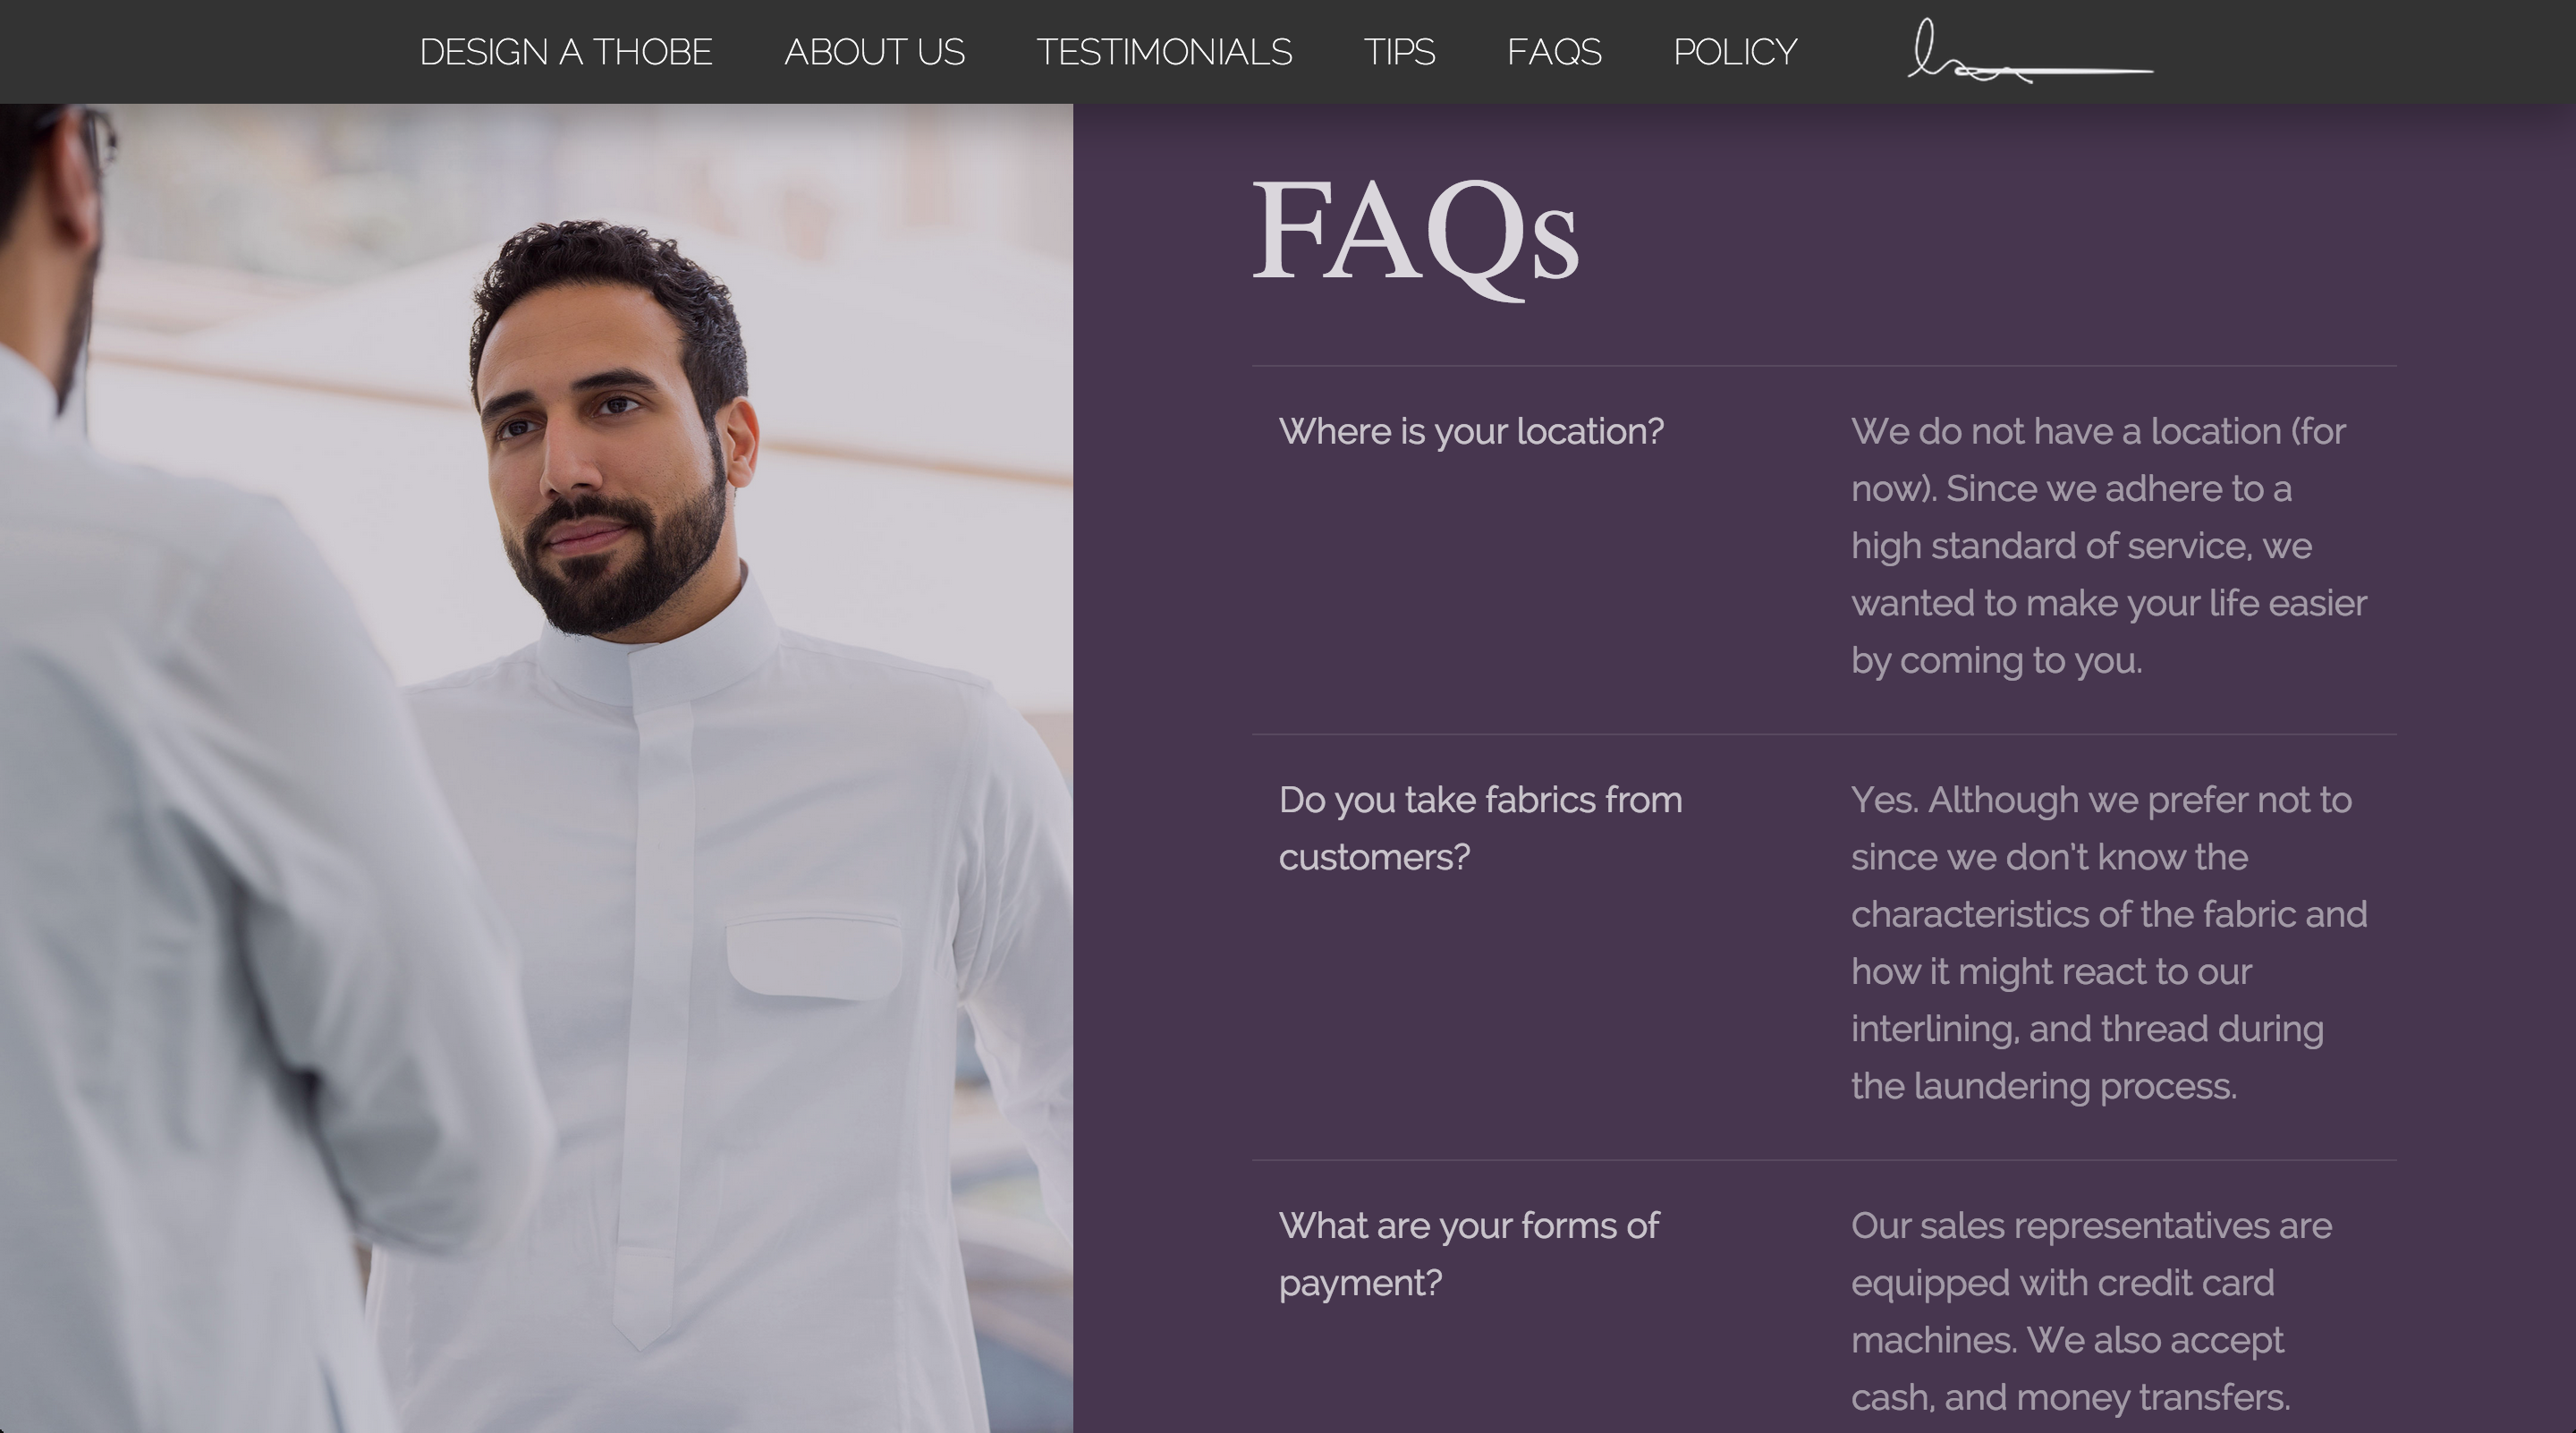 DESIGN A THOBE ABOUT US TESTIMONIALS TIPS FAQS POLICY
FAQs
Where is your location?
We do not have a location (for
now). Since we adhere to a
high standard of service, we
wanted to make your life easier
by coming to you.
Do you take fabrics from
customers?
Yes. Although we prefer not to
since we don't know the
characteristics of the fabric and
how it might react to our
interlining, and thread during
the laundering process.
What are your forms of
payment?
Our sales representatives are
equipped with credit card
machines. We also accept
cash, and money transfers.